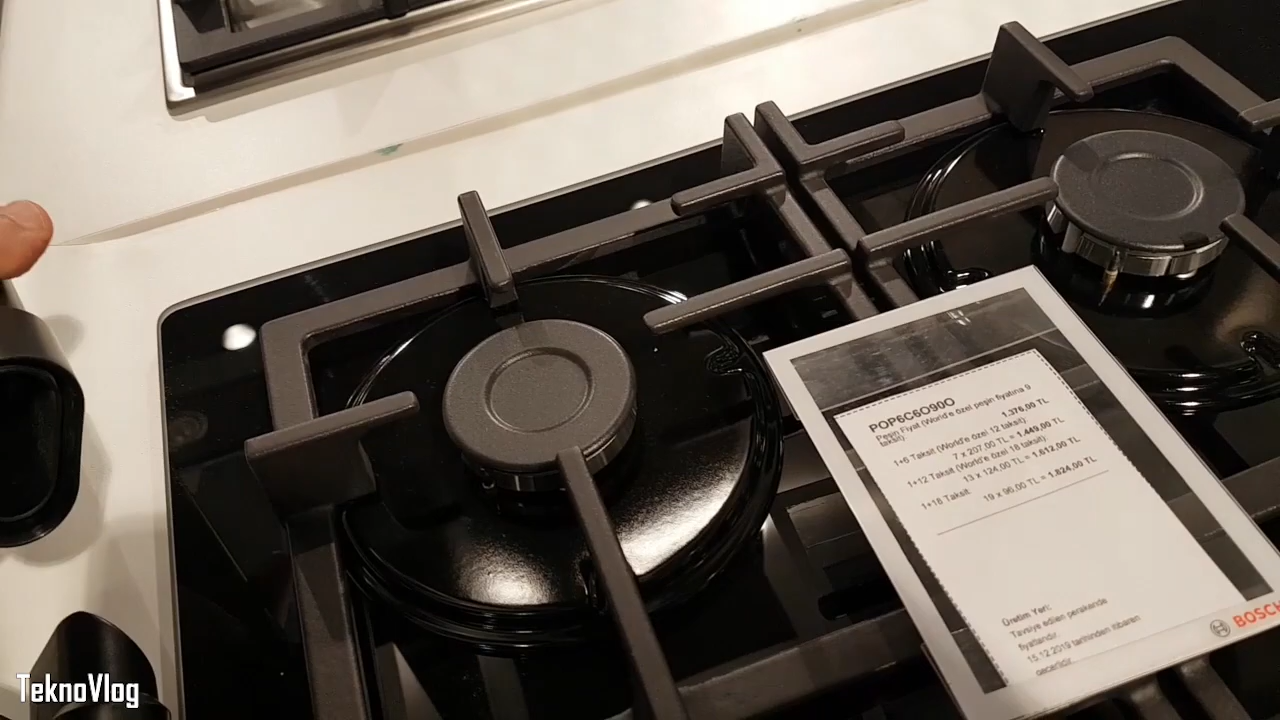 POP6C6O90O
Peşin Fiyat (World'e özel peşin fiyatına 9
taksit)
1.376,00 TL
1+6 Taksit (World'e özel 12 taksit)
7 x 207,00 TL = 1.449,00 TL
1+12 Taksit (World'e özel 18 taksit)
13 x 124,00 TL = 1.612,00 TL
1+18 Taksit
19 x 96,00 TL = 1.824,00 TL
Üretim Yeri:
Tavsiye edilen perakende
fiyatlarıdır.
15.12.2019 tarihinden itibaren
geçerlidir.
BOSCH
TeknoVlog